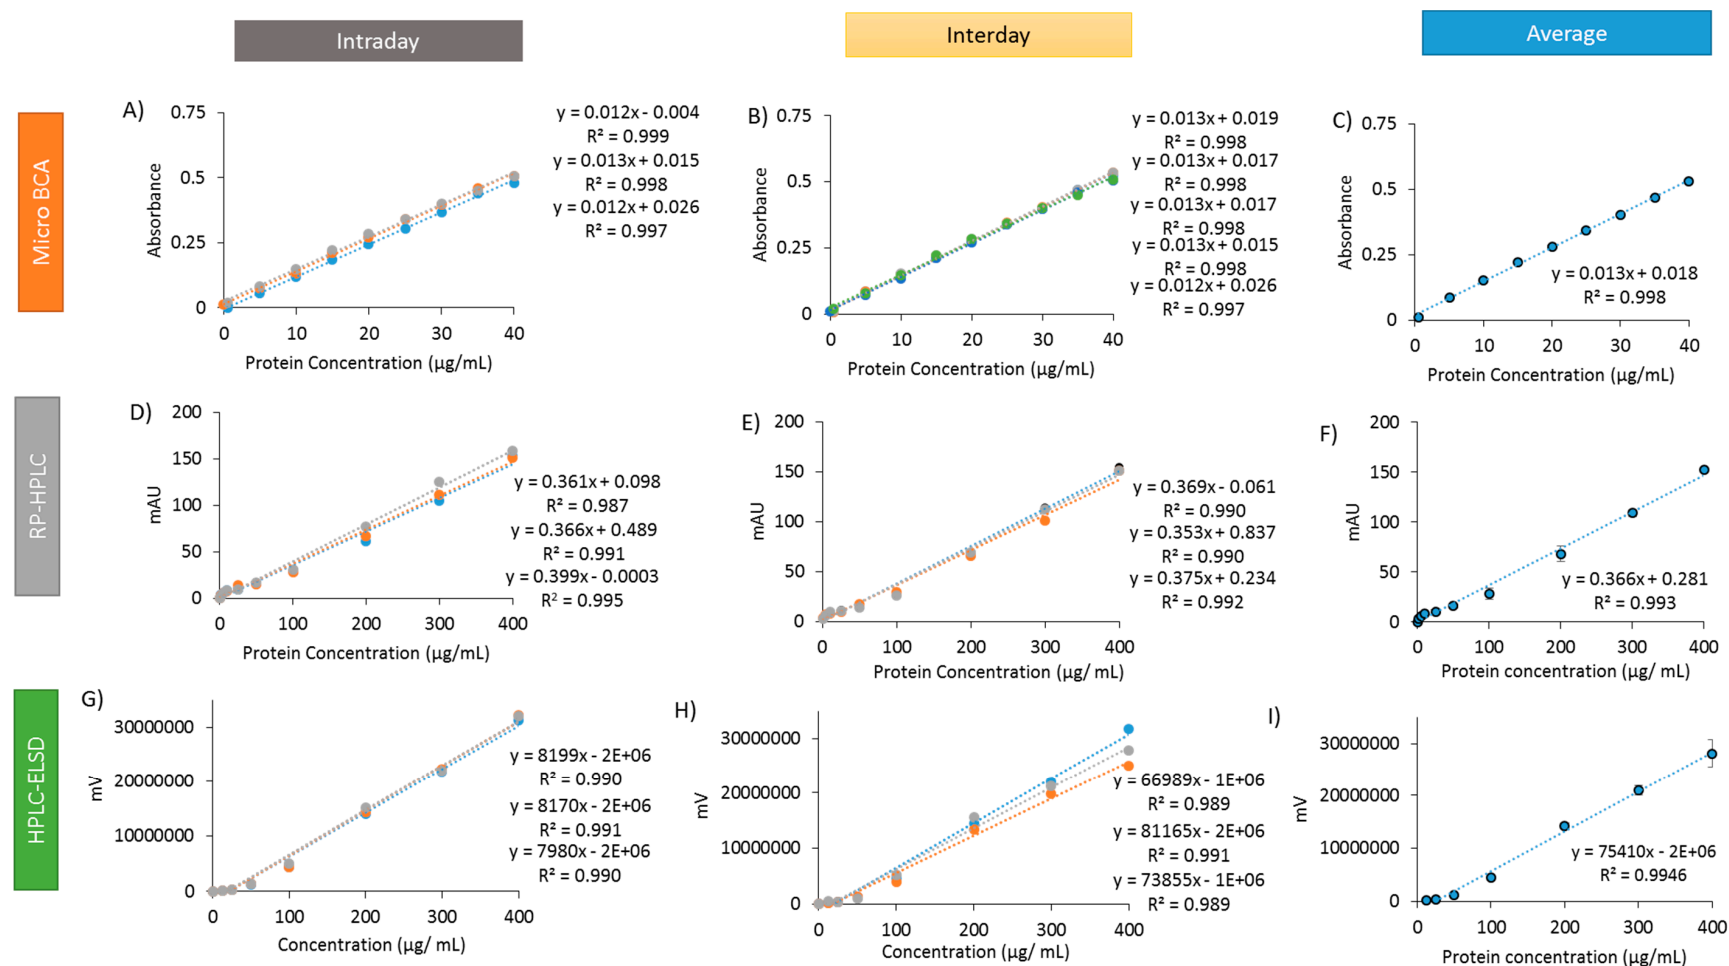 Intraday
Interday
Average
Micro BCA
A)
0.75
0.5
0.25
0
Absorbance
0
10
20
30
40
Protein Concentration (µg/mL)
y = 0.012x - 0.004
R² = 0.999
y = 0.013x + 0.015
R² = 0.998
y = 0.012x + 0.026
R² = 0.997
B)
0.75
0.5
0.25
0
Absorbance
0
10
20
30
40
Protein Concentration (µg/mL)
y = 0.013x + 0.019
R² = 0.998
y = 0.013x + 0.017
R² = 0.998
y = 0.013x + 0.017
R² = 0.998
y = 0.013x + 0.015
R² = 0.998
y = 0.012x + 0.026
R² = 0.997
C)
0.75
0.5
0.25
0
Absorbance
0
10
20
30
40
Protein Concentration (µg/mL)
y = 0.013x + 0.018
R² = 0.998
RP-HPLC
D)
200
150
100
50
0
mAU
0
100
200
300
400
Protein Concentration (µg/mL)
y = 0.361x + 0.098
R² = 0.987
y = 0.366x + 0.489
R² = 0.991
y = 0.399x - 0.0003
R² = 0.995
E)
200
150
100
50
0
mAU
0
100
200
300
400
Protein Concentration (µg/ mL)
y = 0.369x - 0.061
R² = 0.990
y = 0.353x + 0.837
R² = 0.990
y = 0.375x + 0.234
R² = 0.992
F)
200
150
100
50
0
mAU
0
100
200
300
400
Protein concentration (µg/ mL)
y = 0.366x + 0.281
R² = 0.993
HPLC-ELSD
G)
30000000
20000000
10000000
0
mV
0
100
200
300
400
Concentration (µg/ mL)
y = 8199x - 2E+06
R² = 0.990
y = 8170x - 2E+06
R² = 0.991
y = 7980x - 2E+06
R² = 0.990
H)
30000000
20000000
10000000
0
mV
0
100
200
300
400
Concentration (µg/ mL)
y = 66989x - 1E+06
R² = 0.989
y = 81165x - 2E+06
R² = 0.991
y = 73855x - 1E+06
R² = 0.989
I)
30000000
20000000
10000000
0
mV
0
100
200
300
400
Protein concentration (µg/ mL)
y = 75410x - 2E+06
R² = 0.9946